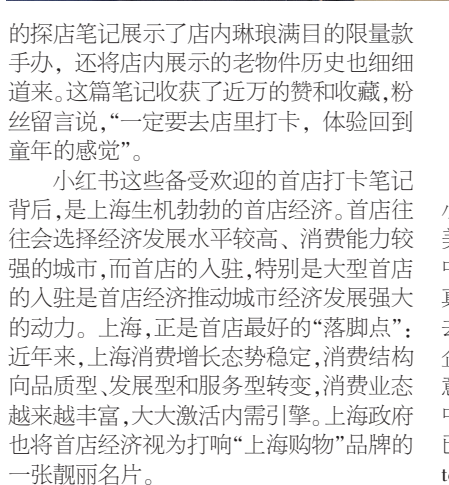 的探店笔记展示了店内琳琅满目的限量款
手办，还将店内展示的老物件历史也细细
道来。这篇笔记收获了近万的赞和收藏，粉
丝留言说，“一定要去店里打卡，体验回到
童年的感觉”。
小红书这些备受欢迎的首店打卡笔记
背后，是上海生机勃勃的首店经济。首店往
往会选择经济发展水平较高、消费能力较
强的城市，而首店的入驻，特别是大型首店
的入驻是首店经济推动城市经济发展强大
的动力。上海，正是首店最好的“落脚点”：
近年来，上海消费增长态势稳定，消费结构
向品质型、发展型和服务型转变，消费业态
越来越丰富，大大激活内需引擎。上海政府
也将首店经济视为打响“上海购物”品牌的
一张靓丽名片。